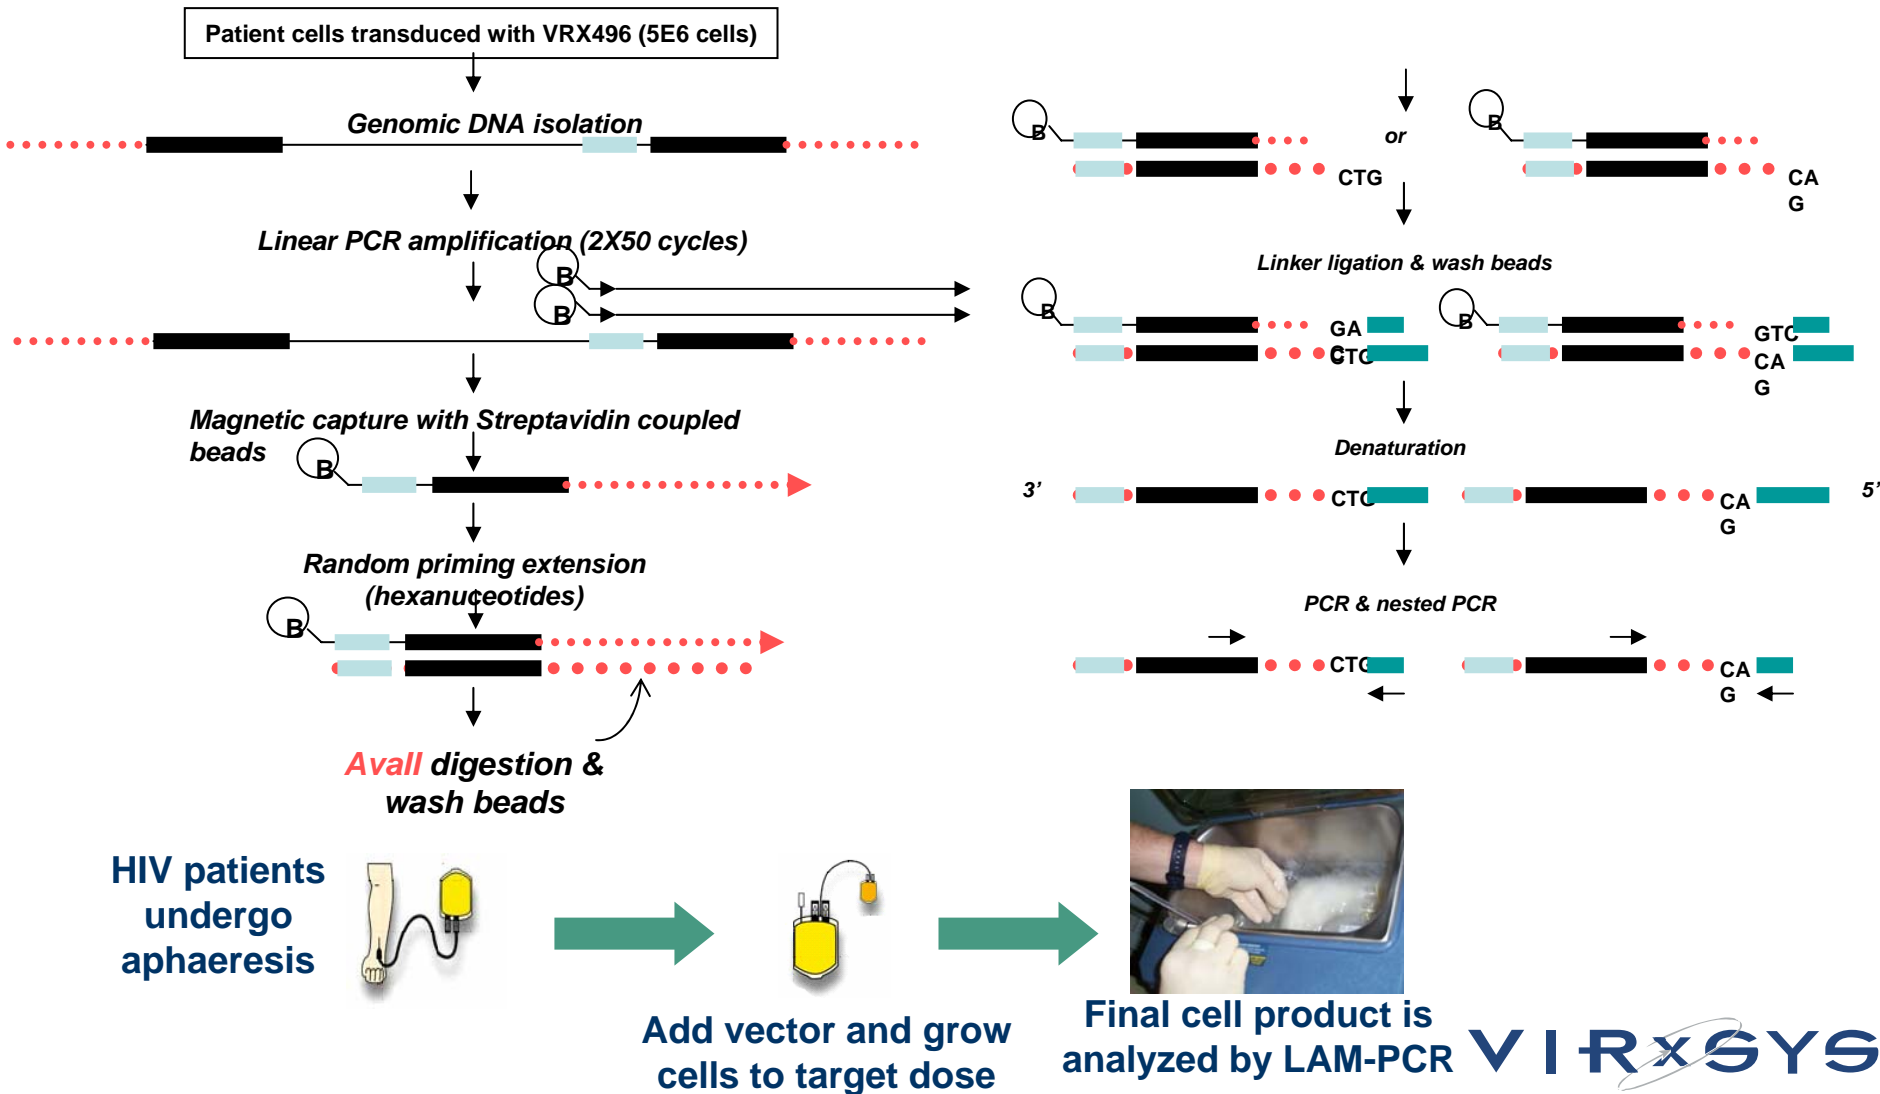 Patient cells transduced with VRX496 (5E6 cells)
Genomic DNA isolation
Linear PCR amplification (2X50 cycles)
B
B
Magnetic capture with Streptavidin coupled
beads
B
Random priming extension
(hexanuceotides)
B
AvaII digestion &
wash beads
B
or
B
CTG
CA
G
Linker ligation & wash beads
B
B
GA
C
CTG
GTC
CA
G
Denaturation
3’
CTG
CA
G
5’
PCR & nested PCR
CTG
CA
G
HIV patients
undergo
aphaeresis
Add vector and grow
cells to target dose
Final cell product is
analyzed by LAM-PCR
VIRxSYS